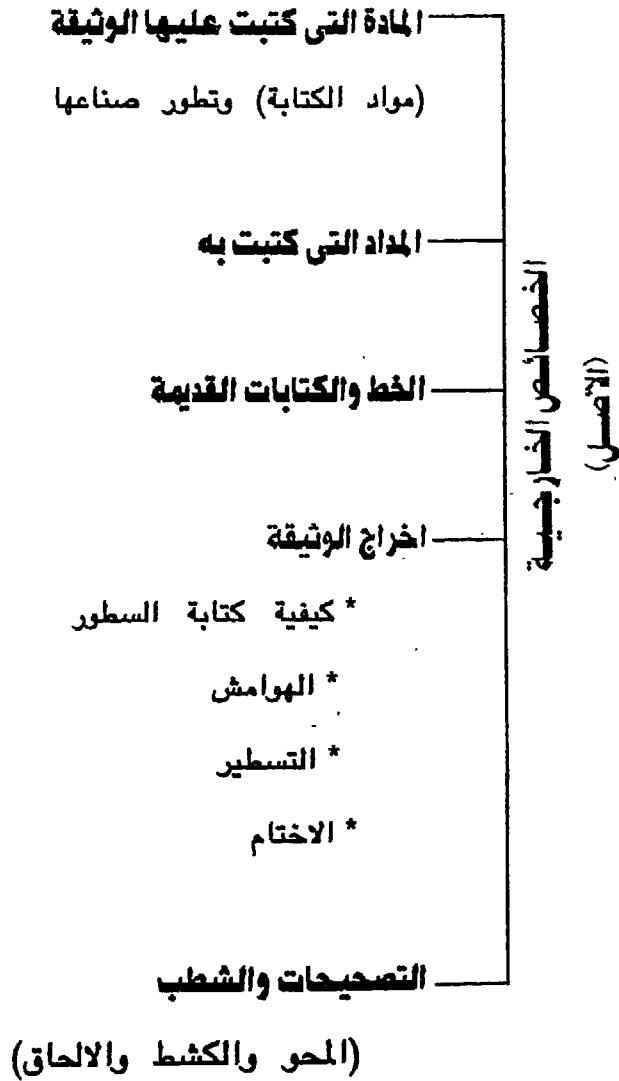 الخصائص الخارجية
(الأصل)
المادة التى كتبت عليها الوثيقة
(مواد الكتابة) وتطور صناعها
المداد التى كتبت به
الخط والكتابات القديمة
اخراج الوثيقة
* كيفية كتابة السطور
* الهوامش
* التسطير
* الاختام
التصحيحات والشطب
(المحو والكشط والالحاق)